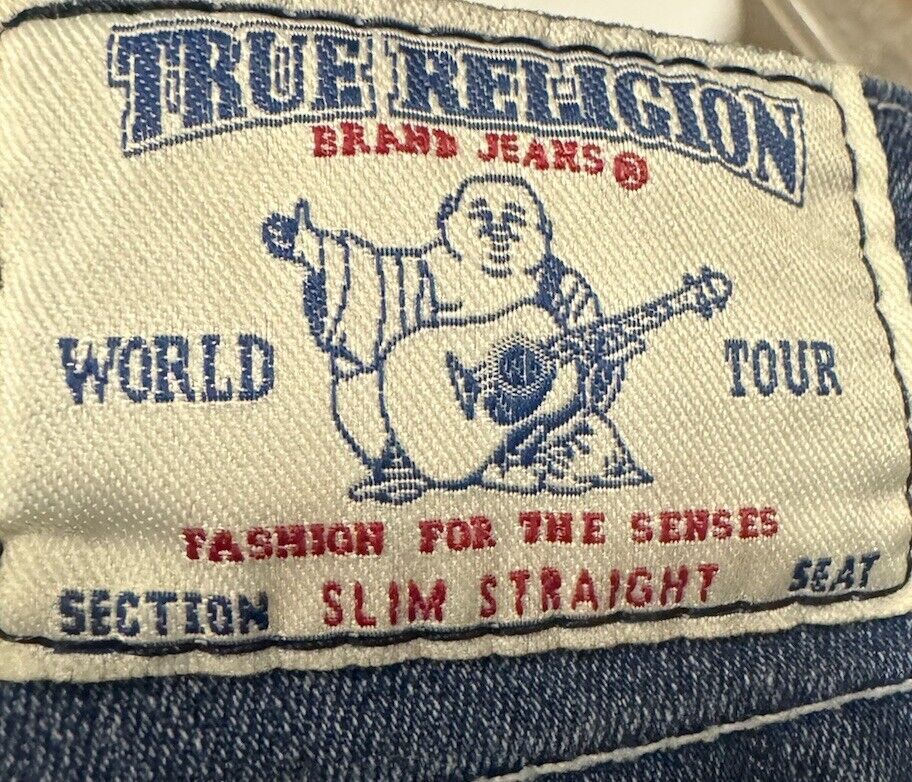 TRUE RELIGION
BRAND JEANS®
WORLD TOUR
FASHION FOR THE SENSES
SECTION SLIM STRAIGHT SEAT